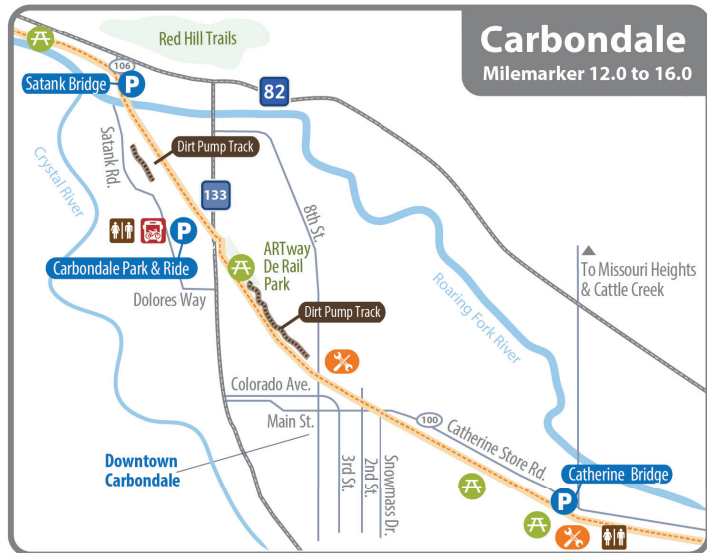 Carbondale
Milemarker 12.0 to 16.0
Red Hill Trails
106
Satank Bridge
P
82
Satank Rd.
Dirt Pump Track
Crystal River
133
8th St.
P
Carbondale Park & Ride
ARTway
De Rail
Park
To Missouri Heights
& Cattle Creek
Roaring Fork River
Dolores Way
Dirt Pump Track
Colorado Ave.
Main St.
100
Catherine Store Rd.
Downtown
Carbondale
3rd St.
2nd St.
Snowmass Dr.
Catherine Bridge
P